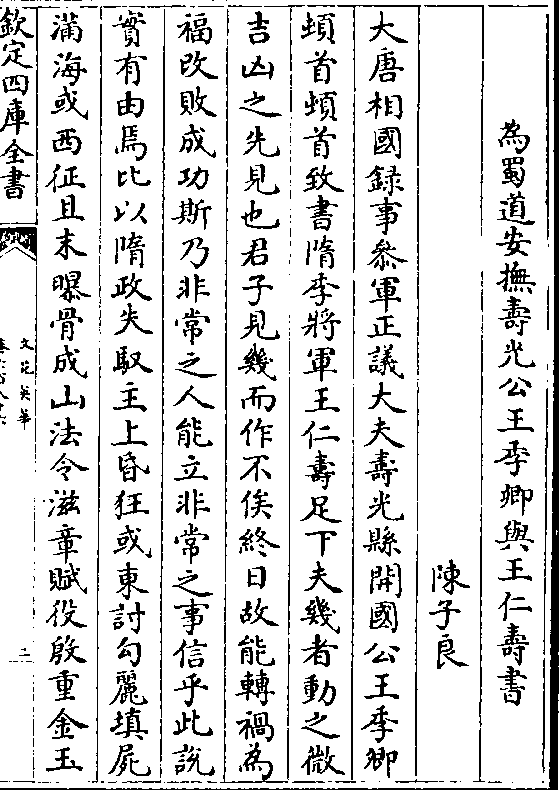 為蜀道安撫壽光公王季卿與王仁壽書
陳子良
大唐相國録事叅軍正議大夫壽光縣開國公王季卿
頓首頓首致書隋季將軍王仁壽足下夫幾者動之微
吉凶之先見也君子見幾而作不俟終日故能轉禍為
福改敗成功斯乃非常之人能立非常之事信乎此説
實有由焉比以隋政失馭主上昏狂或東討勾麗填屍
滿海或西征且末曝骨成山法令滋章賦役殷重金玉
欽定四庫全書
文苑英華
二